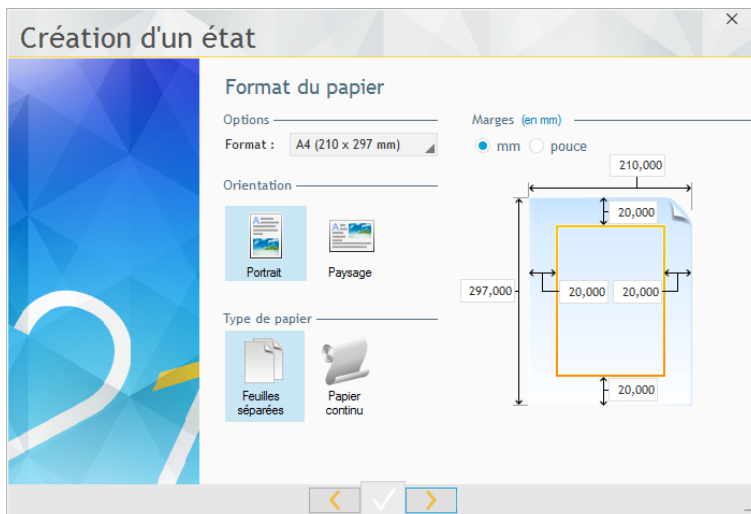 Création d'un état
Format du papier
Options
Format : A4 (210 x 297 mm)
Orientation
Portrait
Paysage
Type de papier
Feuilles
séparées
Papier
continu
Marges (en mm)
mm pouce
210,000
20,000
297,000
20,000 20,000
20,000